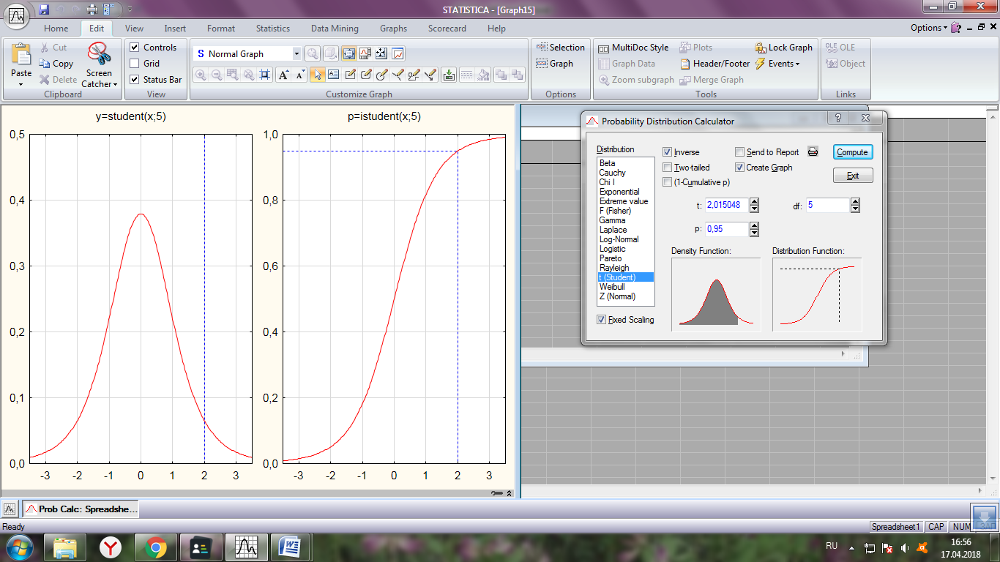 STATISTICA - [Graph15]
Home Edit View Insert Format Statistics Data Mining Graphs Scorecard Help Options
Paste
Cut
Copy
Delete
Screen Catcher
Clipboard
Controls
Grid
Status Bar
View
S Normal Graph
A A
Customize Graph
Selection
Graph
Options
MultiDoc Style
Graph Data
Zoom subgraph
Plots
Header/Footer
Merge Graph
Lock Graph
Events
Tools
OLE OLE
Object
Links
y=student(x;5)
0,5
0,4
0,3
0,2
0,1
0,0
-3 -2 -1 0 1 2 3
p=istudent(x;5)
1,0
0,8
0,6
0,4
0,2
0,0
-3 -2 -1 0 1 2 3
Probability Distribution Calculator
?
Distribution
Beta
Cauchy
Chi I
Exponential
Extreme value
F (Fisher)
Gamma
Laplace
Log-Normal
Logistic
Pareto
Rayleigh
t (Student)
Weibull
Z (Normal)
Fixed Scaling
Inverse
Two-tailed
(1-Cumulative p)
Send to Report
Create Graph
Compute
Exit
t: 2,015048
df: 5
p: 0,95
Density Function:
Distribution Function:
Prob Calc: Spreadshe...
Ready
Spreadsheet1 CAP NUM
RU
16:56
17.04.2018